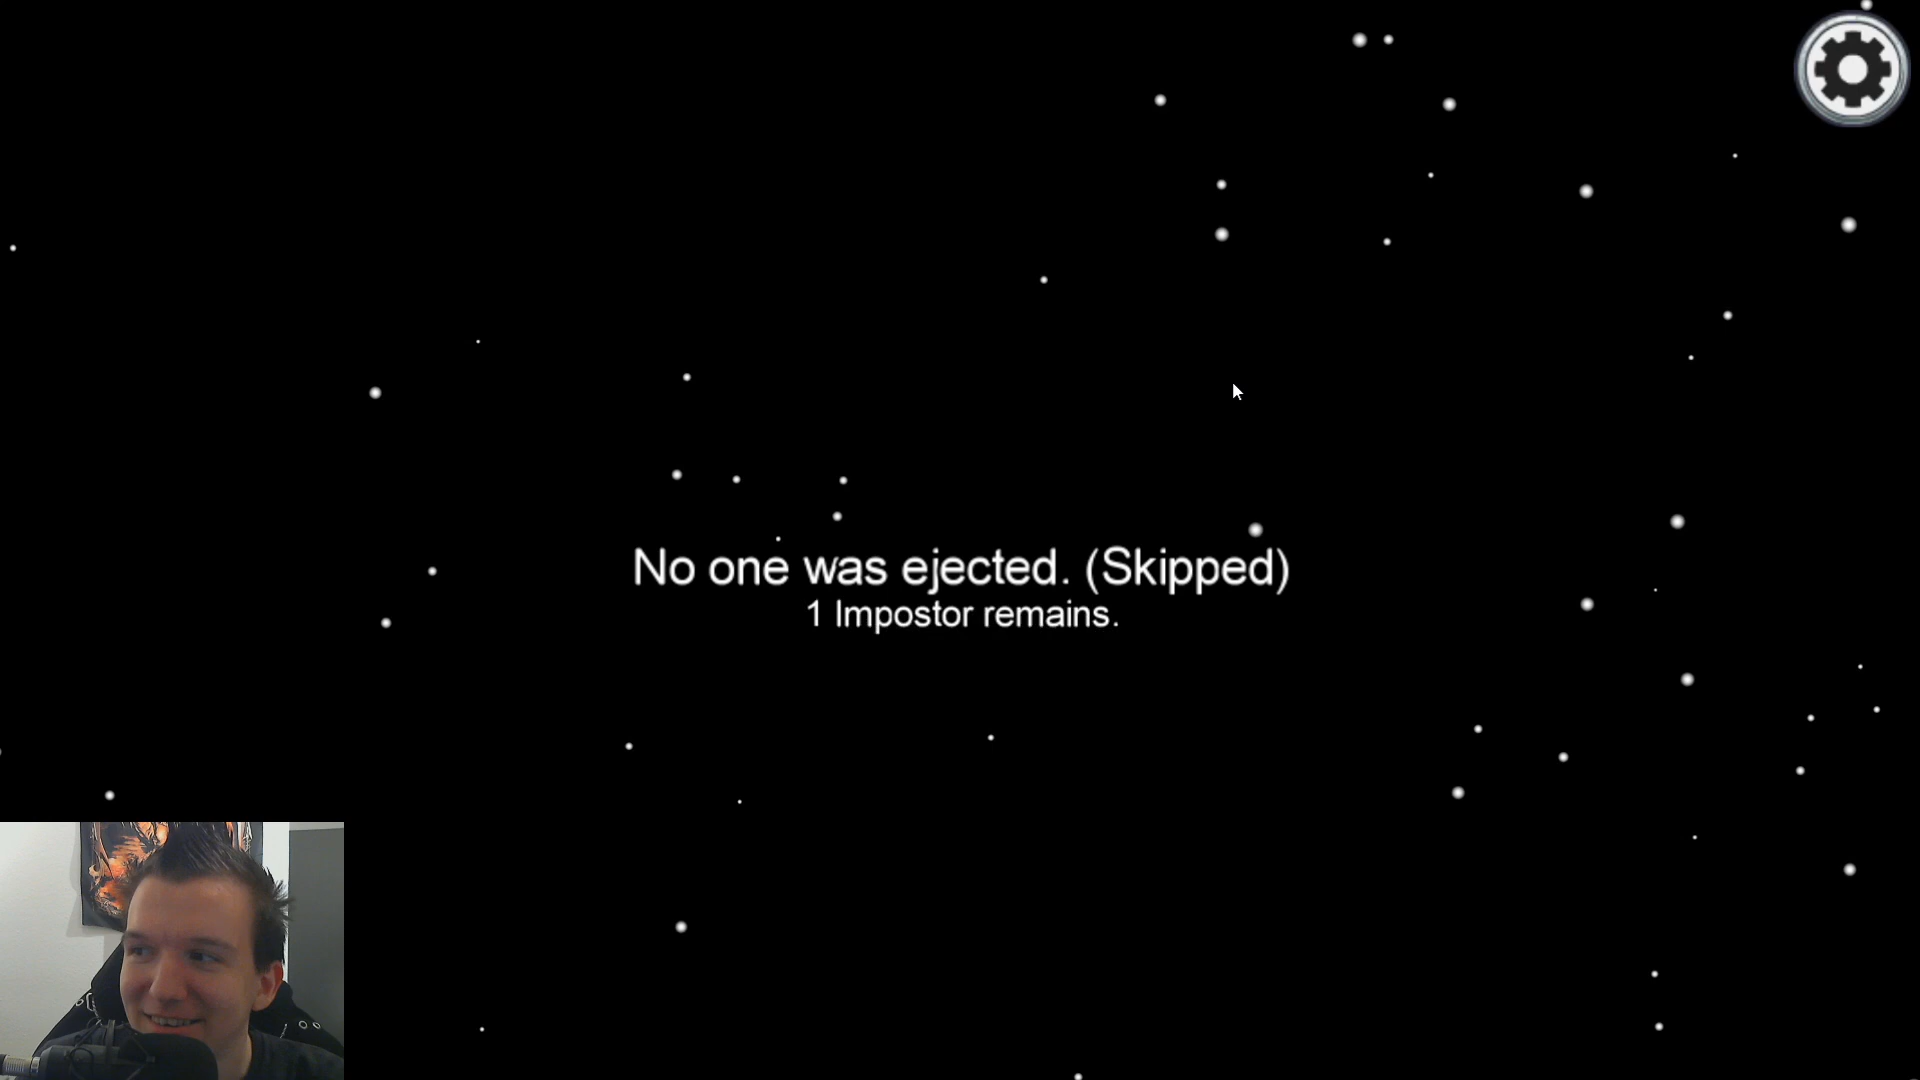 No one was ejected. (Skipped)
1 Impostor remains.